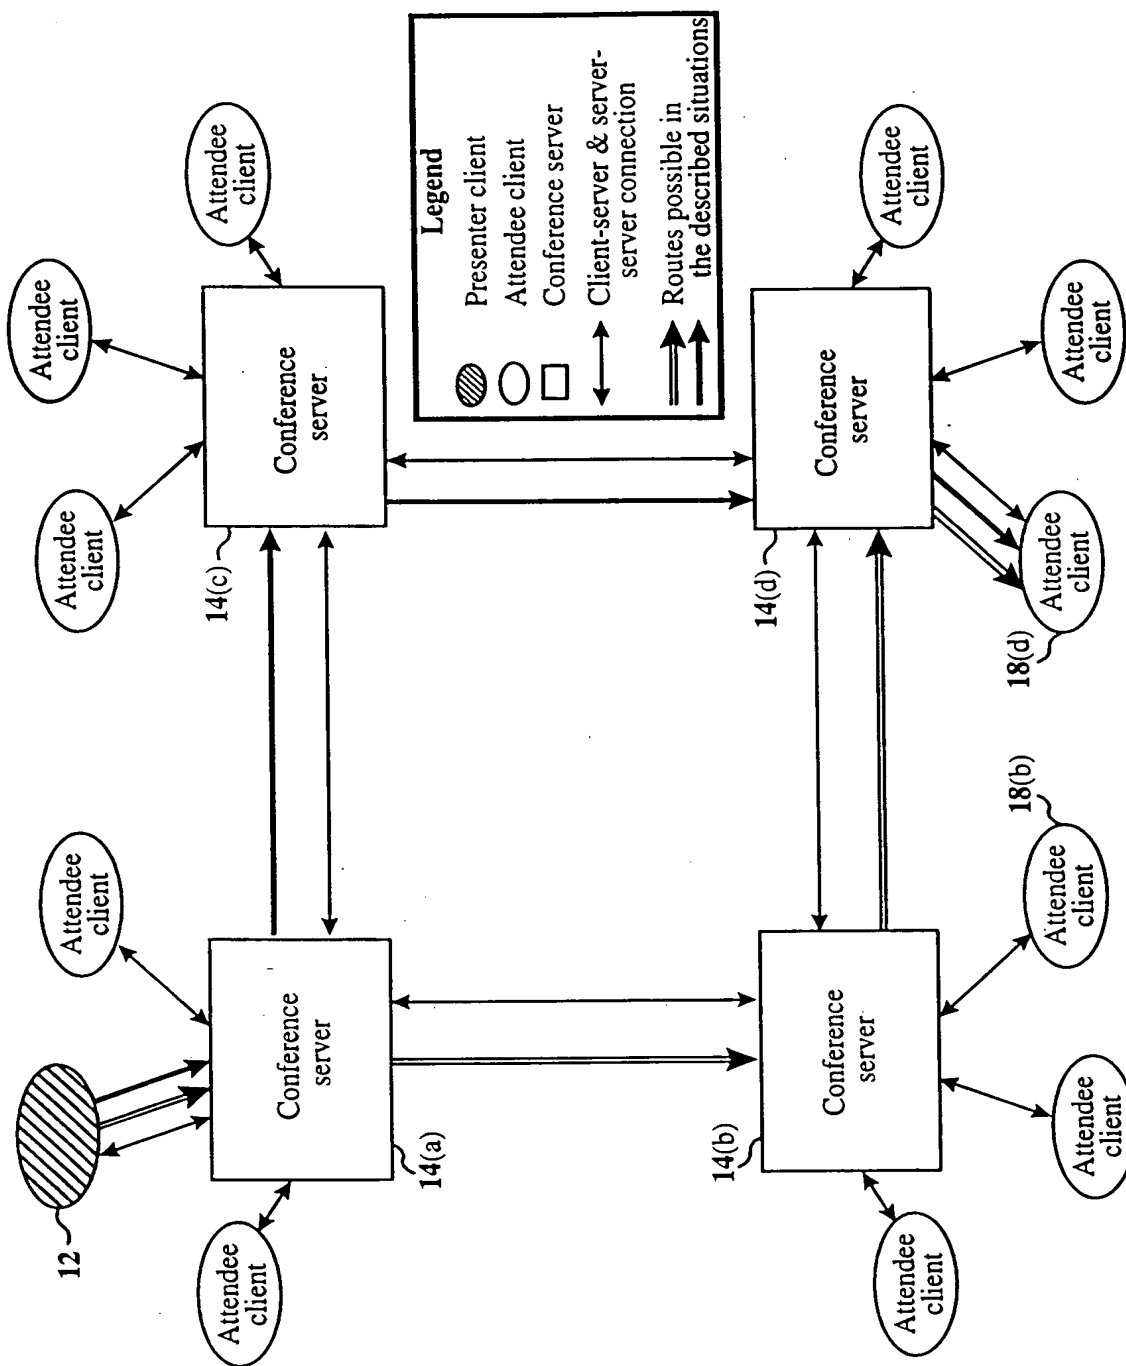 12
Attendee
client
Attendee
client
Attendee
client
Attendee
client
Conference
server
14(a)
Conference
server
14(c)
Attendee
client
Legend
Presenter client
Attendee client
Conference server
Client-server & server-
server connection
Routes possible in
the described situations
14(b)
Conference
server
14(d)
Conference
server
Attendee
client
Attendee
client
Attendee
client
Attendee
client
18(b)
18(d)
Attendee
client
Attendee
client